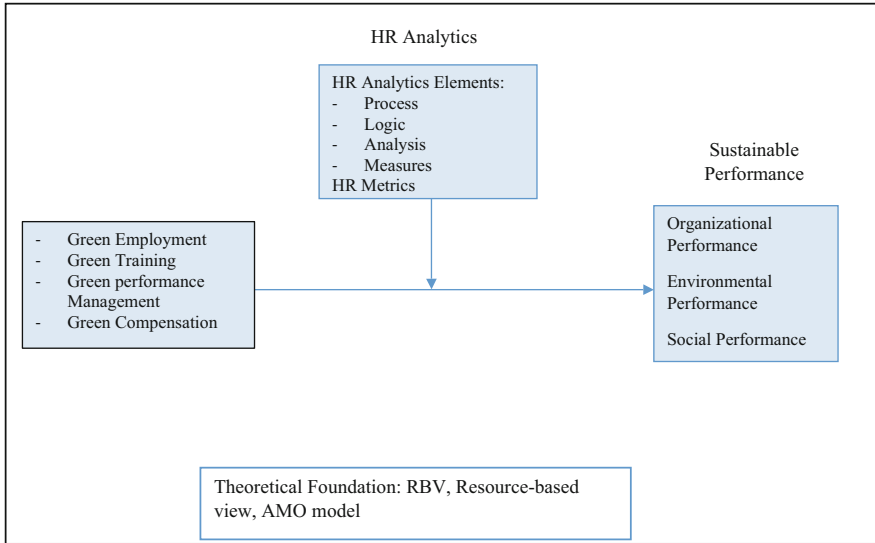 HR Analytics
HR Analytics Elements:
- Process
- Logic
- Analysis
- Measures
HR Metrics
Sustainable
Performance
- Green Employment
- Green Training
- Green performance
Management
- Green Compensation
Organizational
Performance
Environmental
Performance
Social Performance
Theoretical Foundation: RBV, Resource-based
view, AMO model